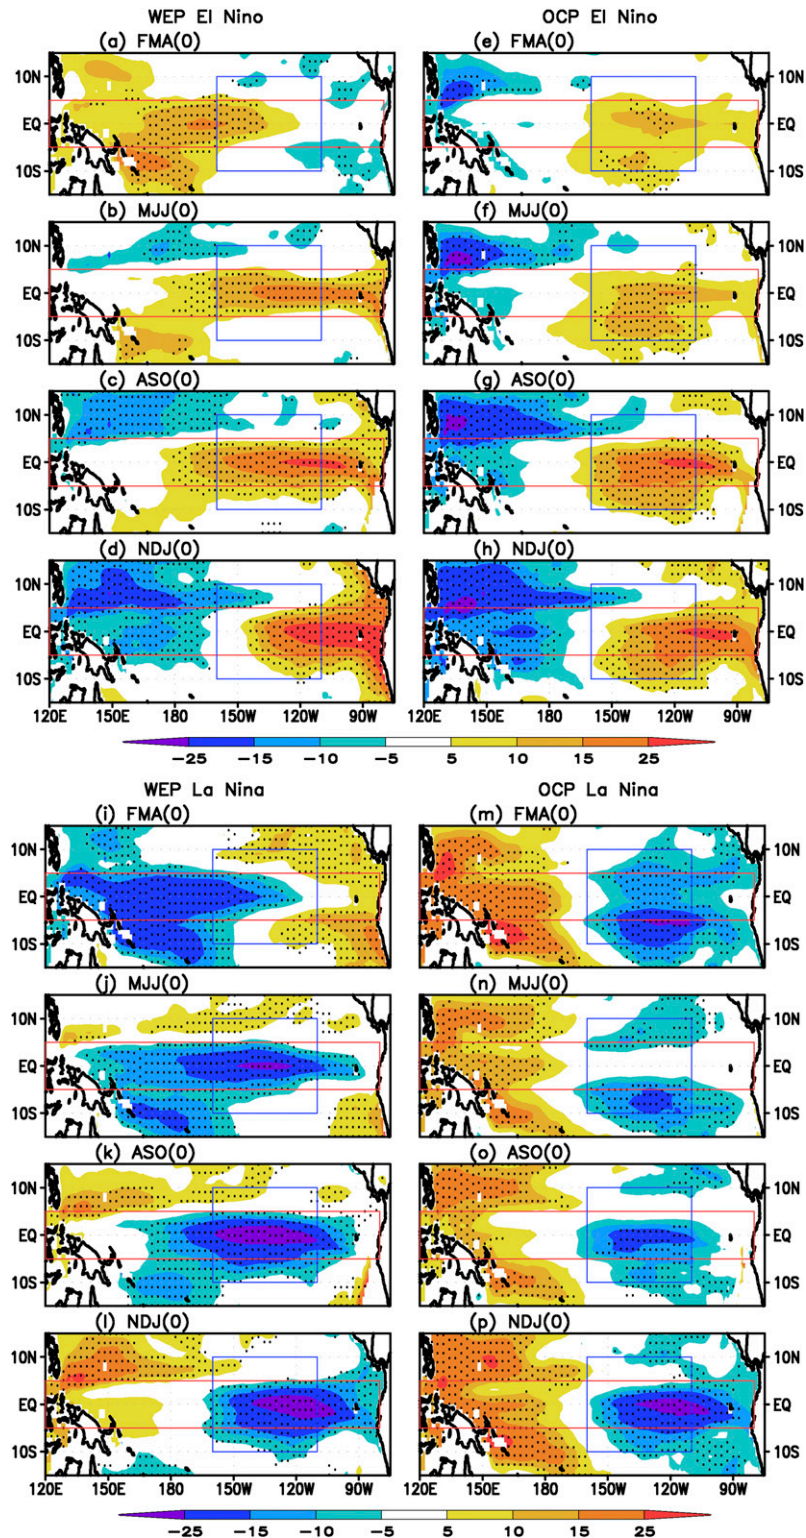 WEP El Nino OCP El Nino
(a) FMA(0) (e) FMA(0)
10N 10N
EQ EQ
10S 10S
(b) MJJ(0) (f) MJJ(0)
10N 10N
EQ EQ
10S 10S
(c) ASO(0) (g) ASO(0)
10N 10N
EQ EQ
10S 10S
(d) NDJ(0) (h) NDJ(0)
10N 10N
EQ EQ
10S 10S
120E 150E 180 150W 120W 90W 120E 150E 180 150W 120W 90W
-25 -15 -10 -5 5 10 15 25
WEP La Nina OCP La Nina
(i) FMA(0) (m) FMA(0)
10N 10N
EQ EQ
10S 10S
(j) MJJ(0) (n) MJJ(0)
10N 10N
EQ EQ
10S 10S
(k) ASO(0) (o) ASO(0)
10N 10N
EQ EQ
10S 10S
(l) NDJ(0) (p) NDJ(0)
10N 10N
EQ EQ
10S 10S
120E 150E 180 150W 120W 90W 120E 150E 180 150W 120W 90W
-25 -15 -10 -5 5 10 15 25